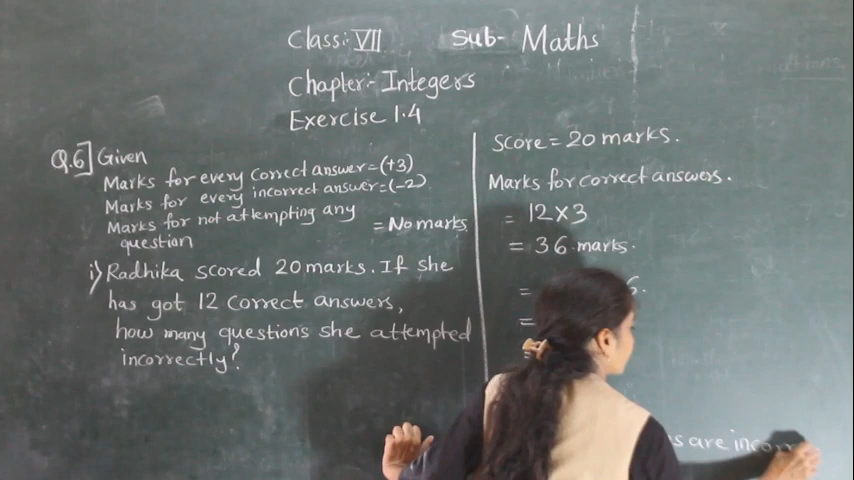 Class:- VII Sub- Maths
Chapter:- Integers
Exercise 1.4
Q.6] Given
Marks for every correct answer = (+3)
Marks for every incorrect answer = (-2)
Marks for not attempting any
question = No marks
i) Radhika scored 20 marks. If she
has got 12 correct answers,
how many questions she attempted
incorrectly?
Score = 20 marks.
Marks for correct answers.
= 12 x 3
= 36 marks.
=
=
are